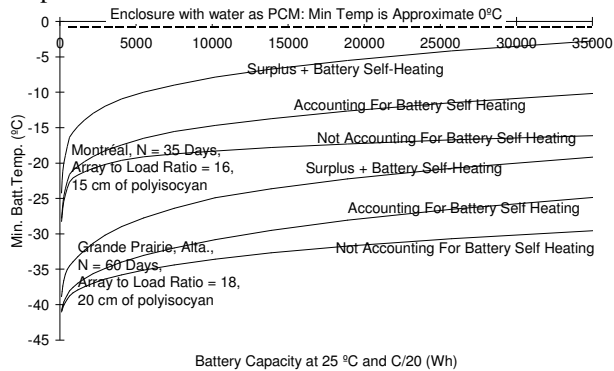 Enclosure with water as PCM: Min Temp is Approximate 0ºC
0
0 5000 10000 15000 20000 25000 30000 35000
Surplus + Battery Self-Heating
-5
-10
Accounting For Battery Self Heating
-15
Not Accounting For Battery Self Heating
Montréal, N = 35 Days,
Array to Load Ratio = 16,
15 cm of polyisocyan
-20
Surplus + Battery Self-Heating
-25
Accounting For Battery Self Heating
-30
Grande Prairie, Alta.,
N = 60 Days,
Array to Load Ratio = 18,
20 cm of polyisocyan
Not Accounting For Battery Self Heating
-35
-40
-45
Min. Batt.Temp. (ºC)
Battery Capacity at 25 ºC and C/20 (Wh)